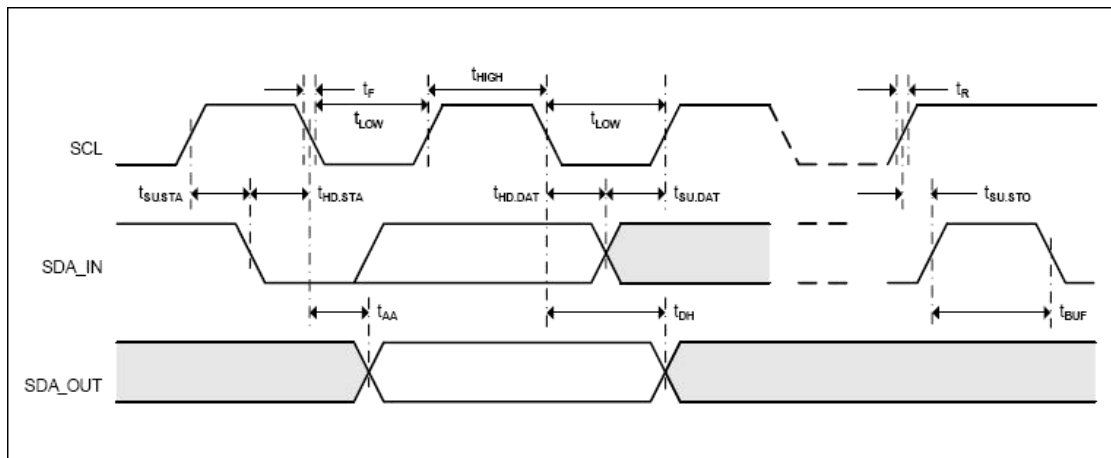 tHIGH
tF
tR
tLOW
tLOW
SCL
tSU.STA
tHD.STA
tHD.DAT
tSU.DAT
tSU.STO
SDA_IN
tAA
tDH
tBUF
SDA_OUT